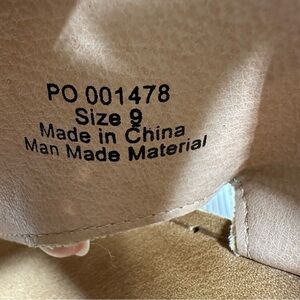 PO 001478
Size 9
Made in China
Man Made Material